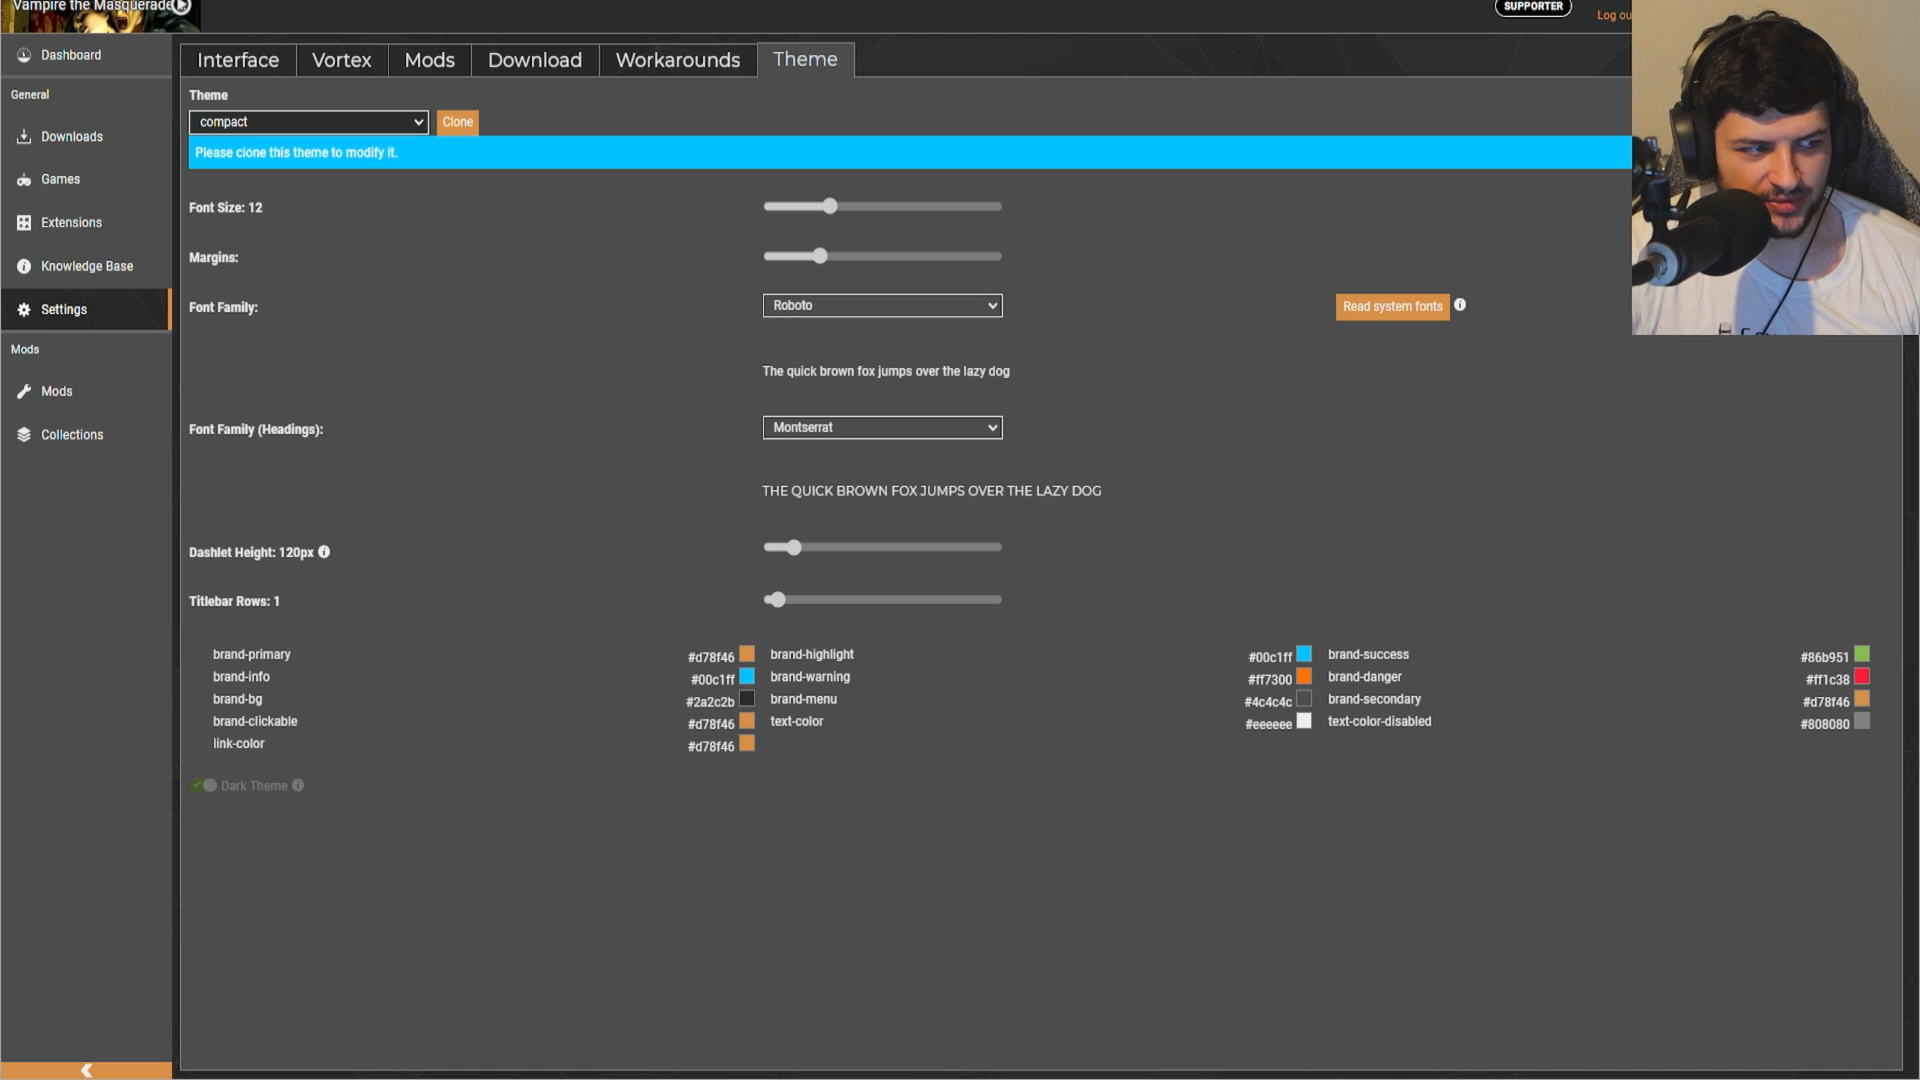 Vampire the Masquerade
SUPPORTER
Log ou
Dashboard
General
Downloads
Games
Extensions
Knowledge Base
Settings
Mods
Mods
Collections
Interface Vortex Mods Download Workarounds Theme
Theme
compact Clone
Please clone this theme to modify it.
Font Size: 12
Margins:
Font Family: Roboto Read system fonts
The quick brown fox jumps over the lazy dog
Font Family (Headings): Montserrat
THE QUICK BROWN FOX JUMPS OVER THE LAZY DOG
Dashlet Height: 120px
Titlebar Rows: 1
brand-primary #d78f46 brand-highlight #00c1ff brand-success #86b951
brand-info #00c1ff brand-warning #ff7300 brand-danger #ff1c38
brand-bg #2a2c2b brand-menu #4c4c4c brand-secondary #d78f46
brand-clickable #d78f46 text-color #eeeeee text-color-disabled #808080
link-color #d78f46
Dark Theme